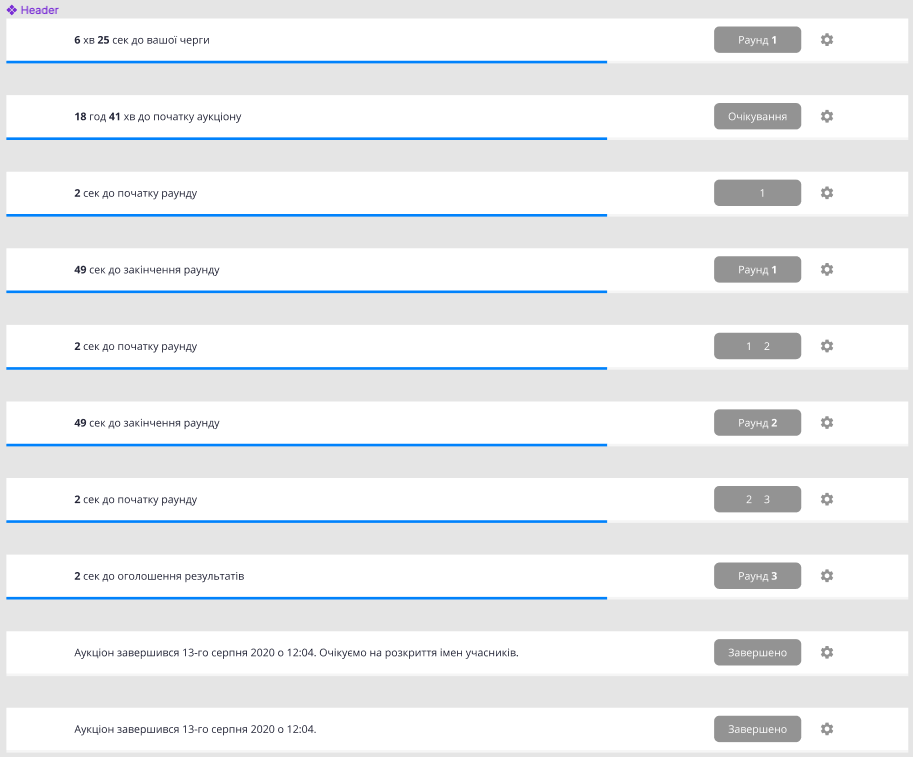 Header
6 хв 25 сек до вашої черги Раунд 1
18 год 41 хв до початку аукціону Очікування
2 сек до початку раунду 1
49 сек до закінчення раунду Раунд 1
2 сек до початку раунду 1 2
49 сек до закінчення раунду Раунд 2
2 сек до початку раунду 2 3
2 сек до оголошення результатів Раунд 3
Аукціон завершився 13-го серпня 2020 о 12:04. Очікуємо на розкриття імен учасників. Завершено
Аукціон завершився 13-го серпня 2020 о 12:04. Завершено